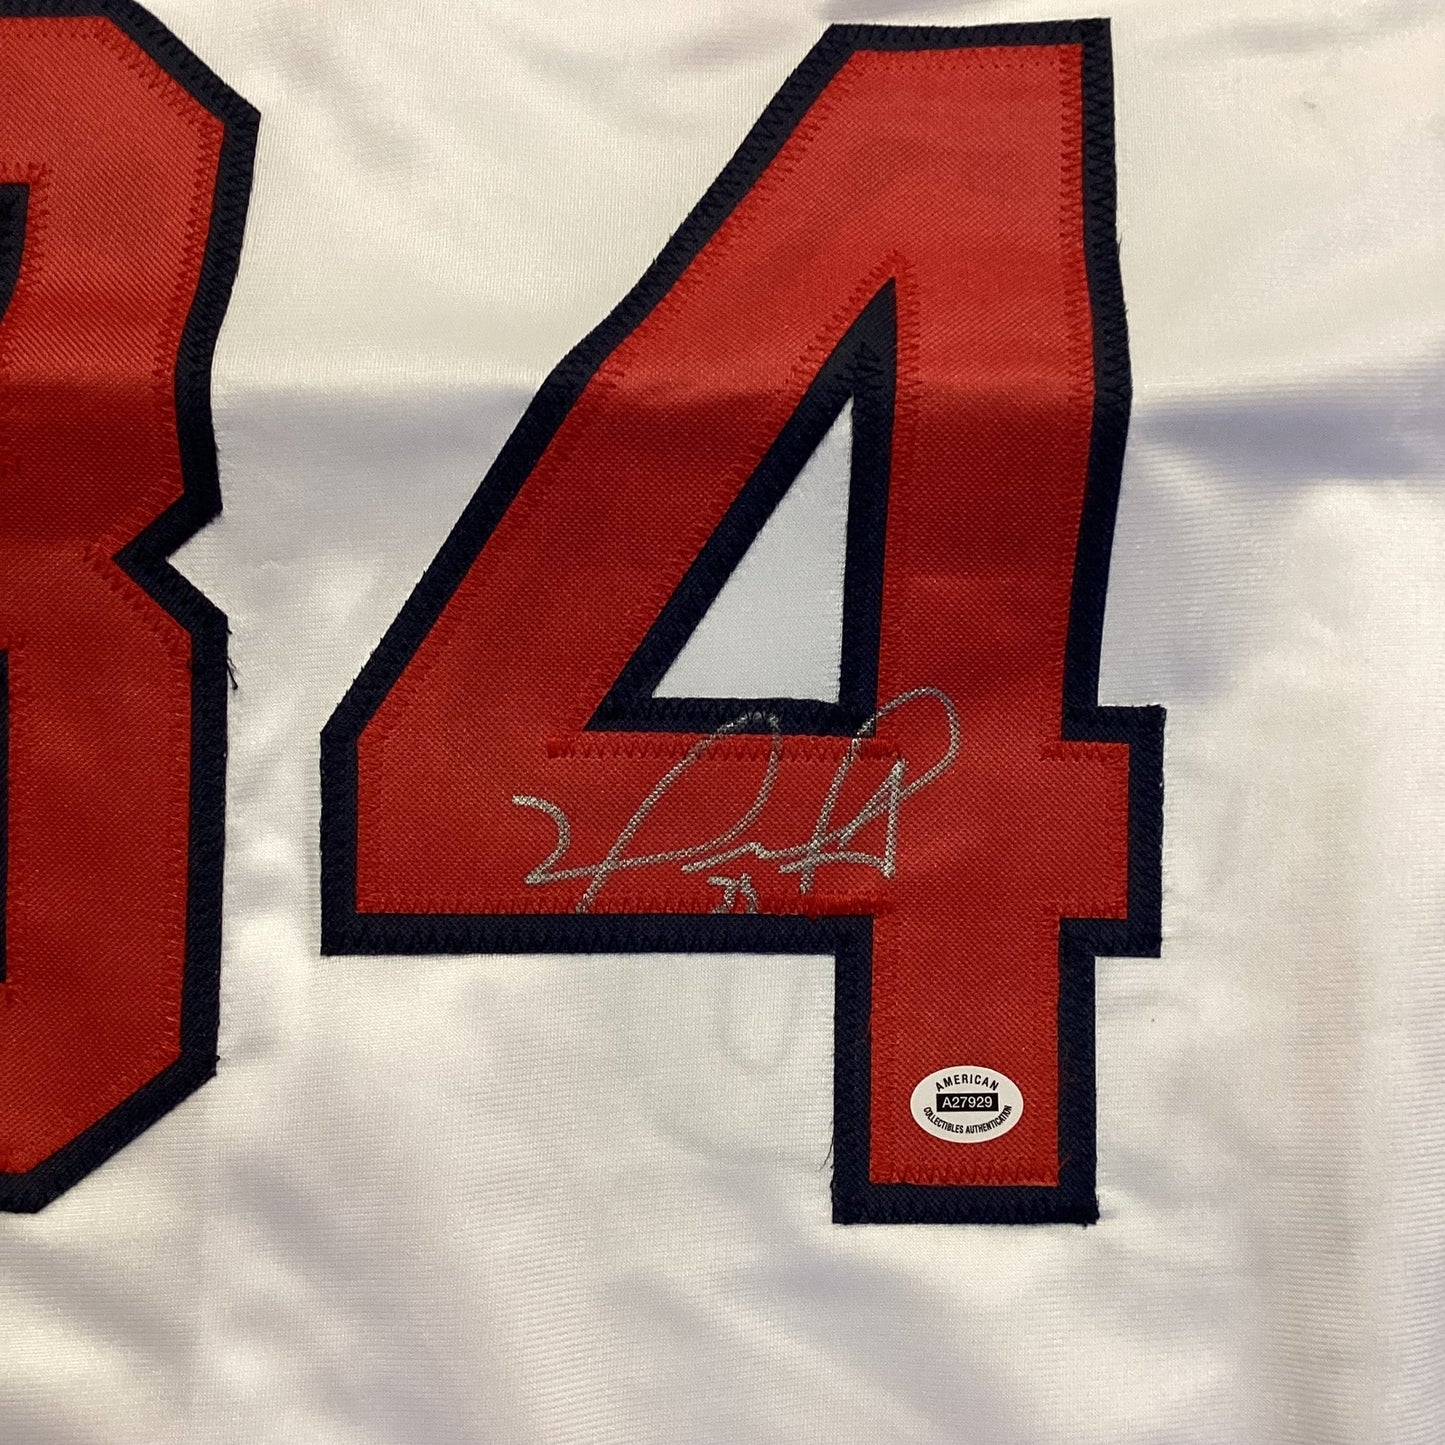 34
AMERICAN
A27929
COLLECTIBLES AUTHENTICATION